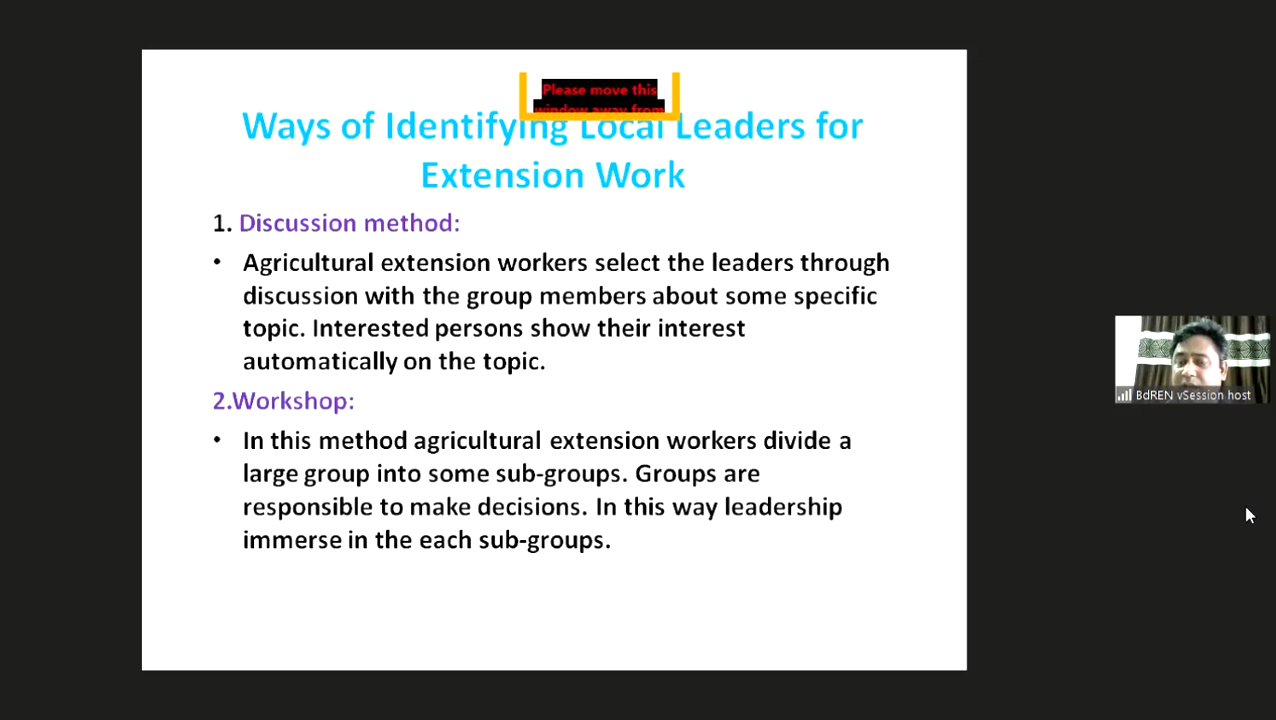 Please move this
window away from
Ways of Identifying Local Leaders for
Extension Work
1. Discussion method:
• Agricultural extension workers select the leaders through
discussion with the group members about some specific
topic. Interested persons show their interest
automatically on the topic.
2.Workshop:
• In this method agricultural extension workers divide a
large group into some sub-groups. Groups are
responsible to make decisions. In this way leadership
immerse in the each sub-groups.
BdREN vSession host